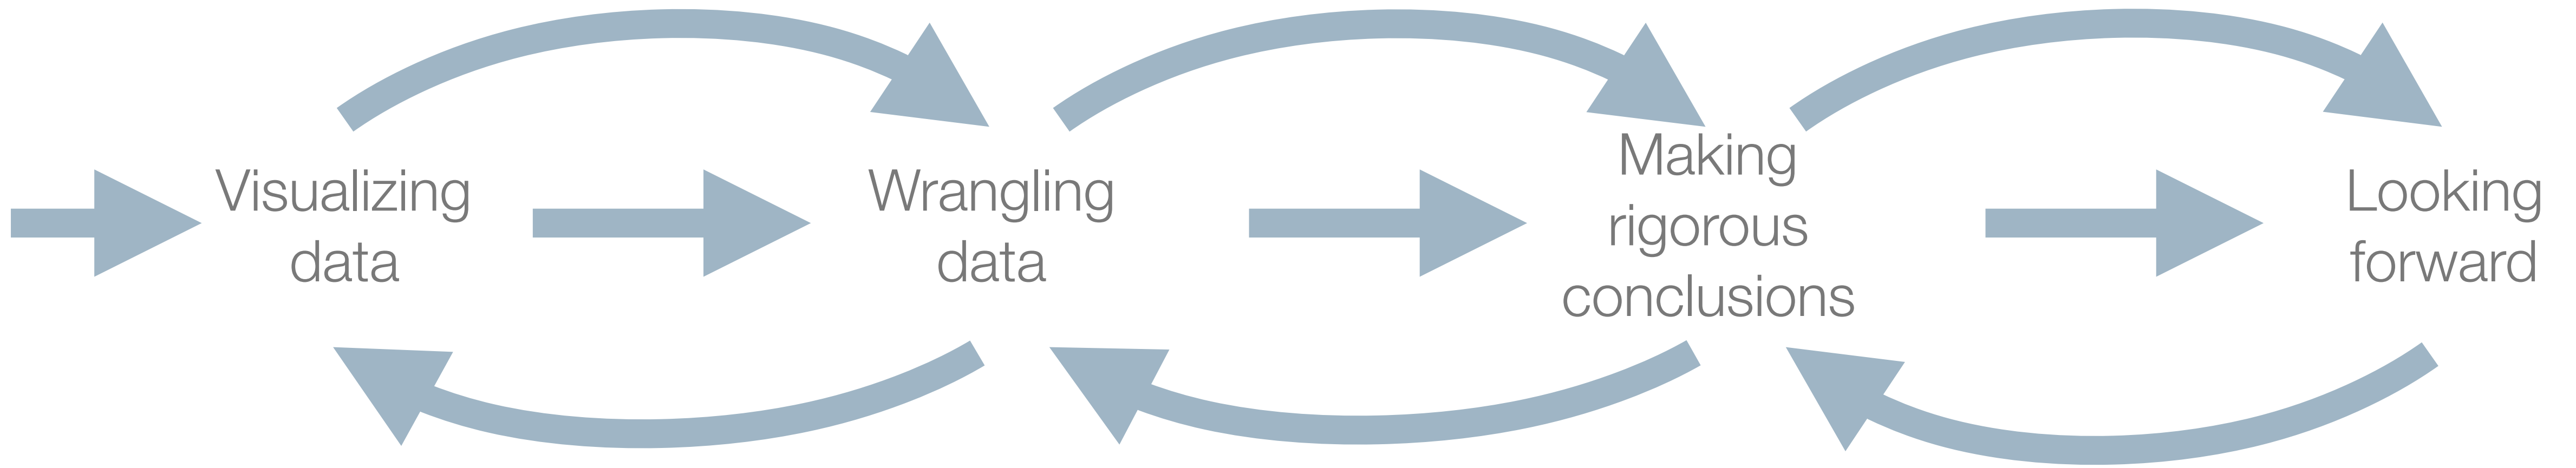 Visualizing
data
Wrangling
data
Making
rigorous
conclusions
Looking
forward